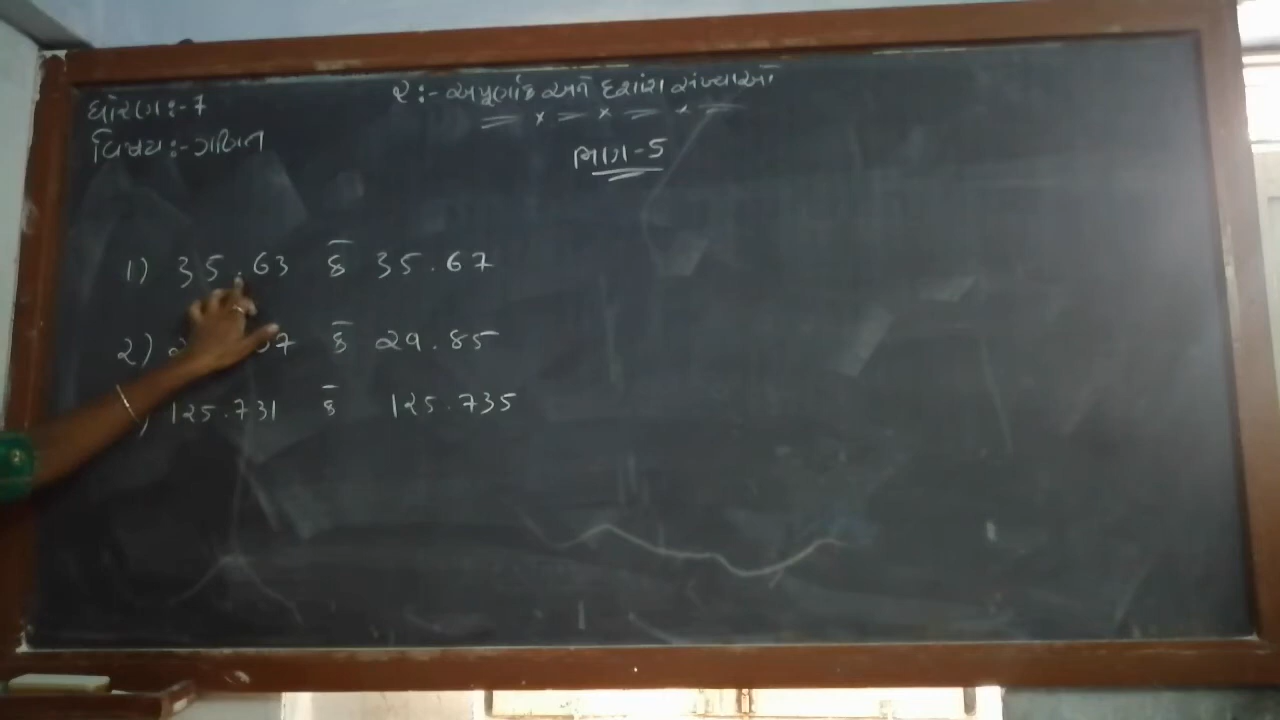 ધોરણ:-7
વિષય:-ગણિત
૨:- અપૂર્ણાંક અને દશાંશ સંખ્યાઓ
ભાગ-5
1) 35.63 કે 35.67
2) કે 29.85
125.731 કે 125.735